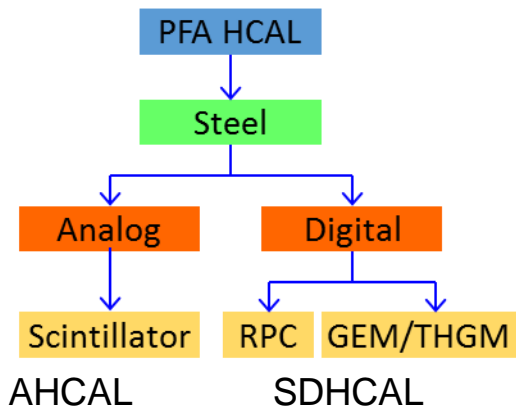 PFA HCAL
Steel
Analog Digital
Scintillator RPC GEM/THGM
AHCAL SDHCAL